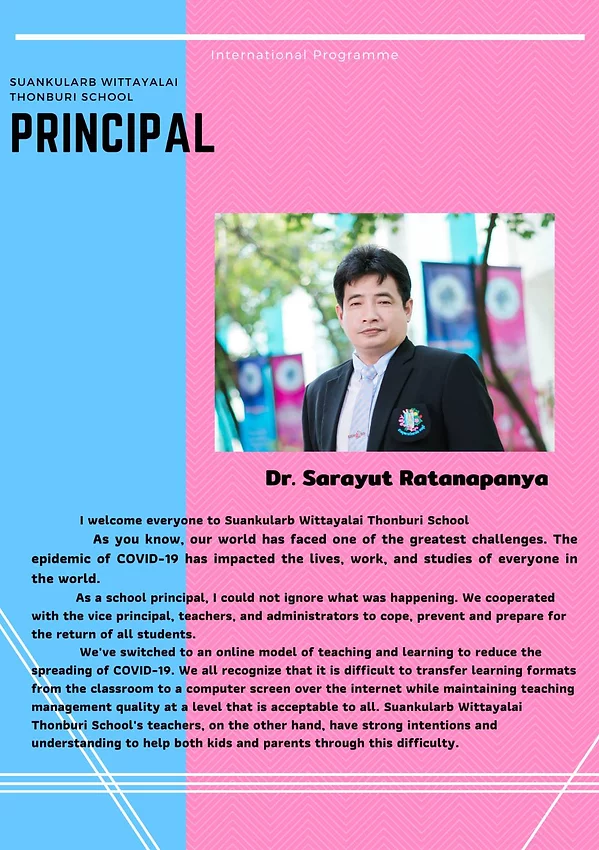 International Programme
SUANKULARB WITTAYALAI
THONBURI SCHOOL
PRINCIPAL
Dr. Sarayut Ratanapanya
I welcome everyone to Suankularb Wittayalai Thonburi School
As you know, our world has faced one of the greatest challenges. The
epidemic of COVID-19 has impacted the lives, work, and studies of everyone in
the world.
As a school principal, I could not ignore what was happening. We cooperated
with the vice principal, teachers, and administrators to cope, prevent and prepare for
the return of all students.
We've switched to an online model of teaching and learning to reduce the
spreading of COVID-19. We all recognize that it is difficult to transfer learning formats
from the classroom to a computer screen over the internet while maintaining teaching
management quality at a level that is acceptable to all. Suankularb Wittayalai
Thonburi School's teachers, on the other hand, have strong intentions and
understanding to help both kids and parents through this difficulty.